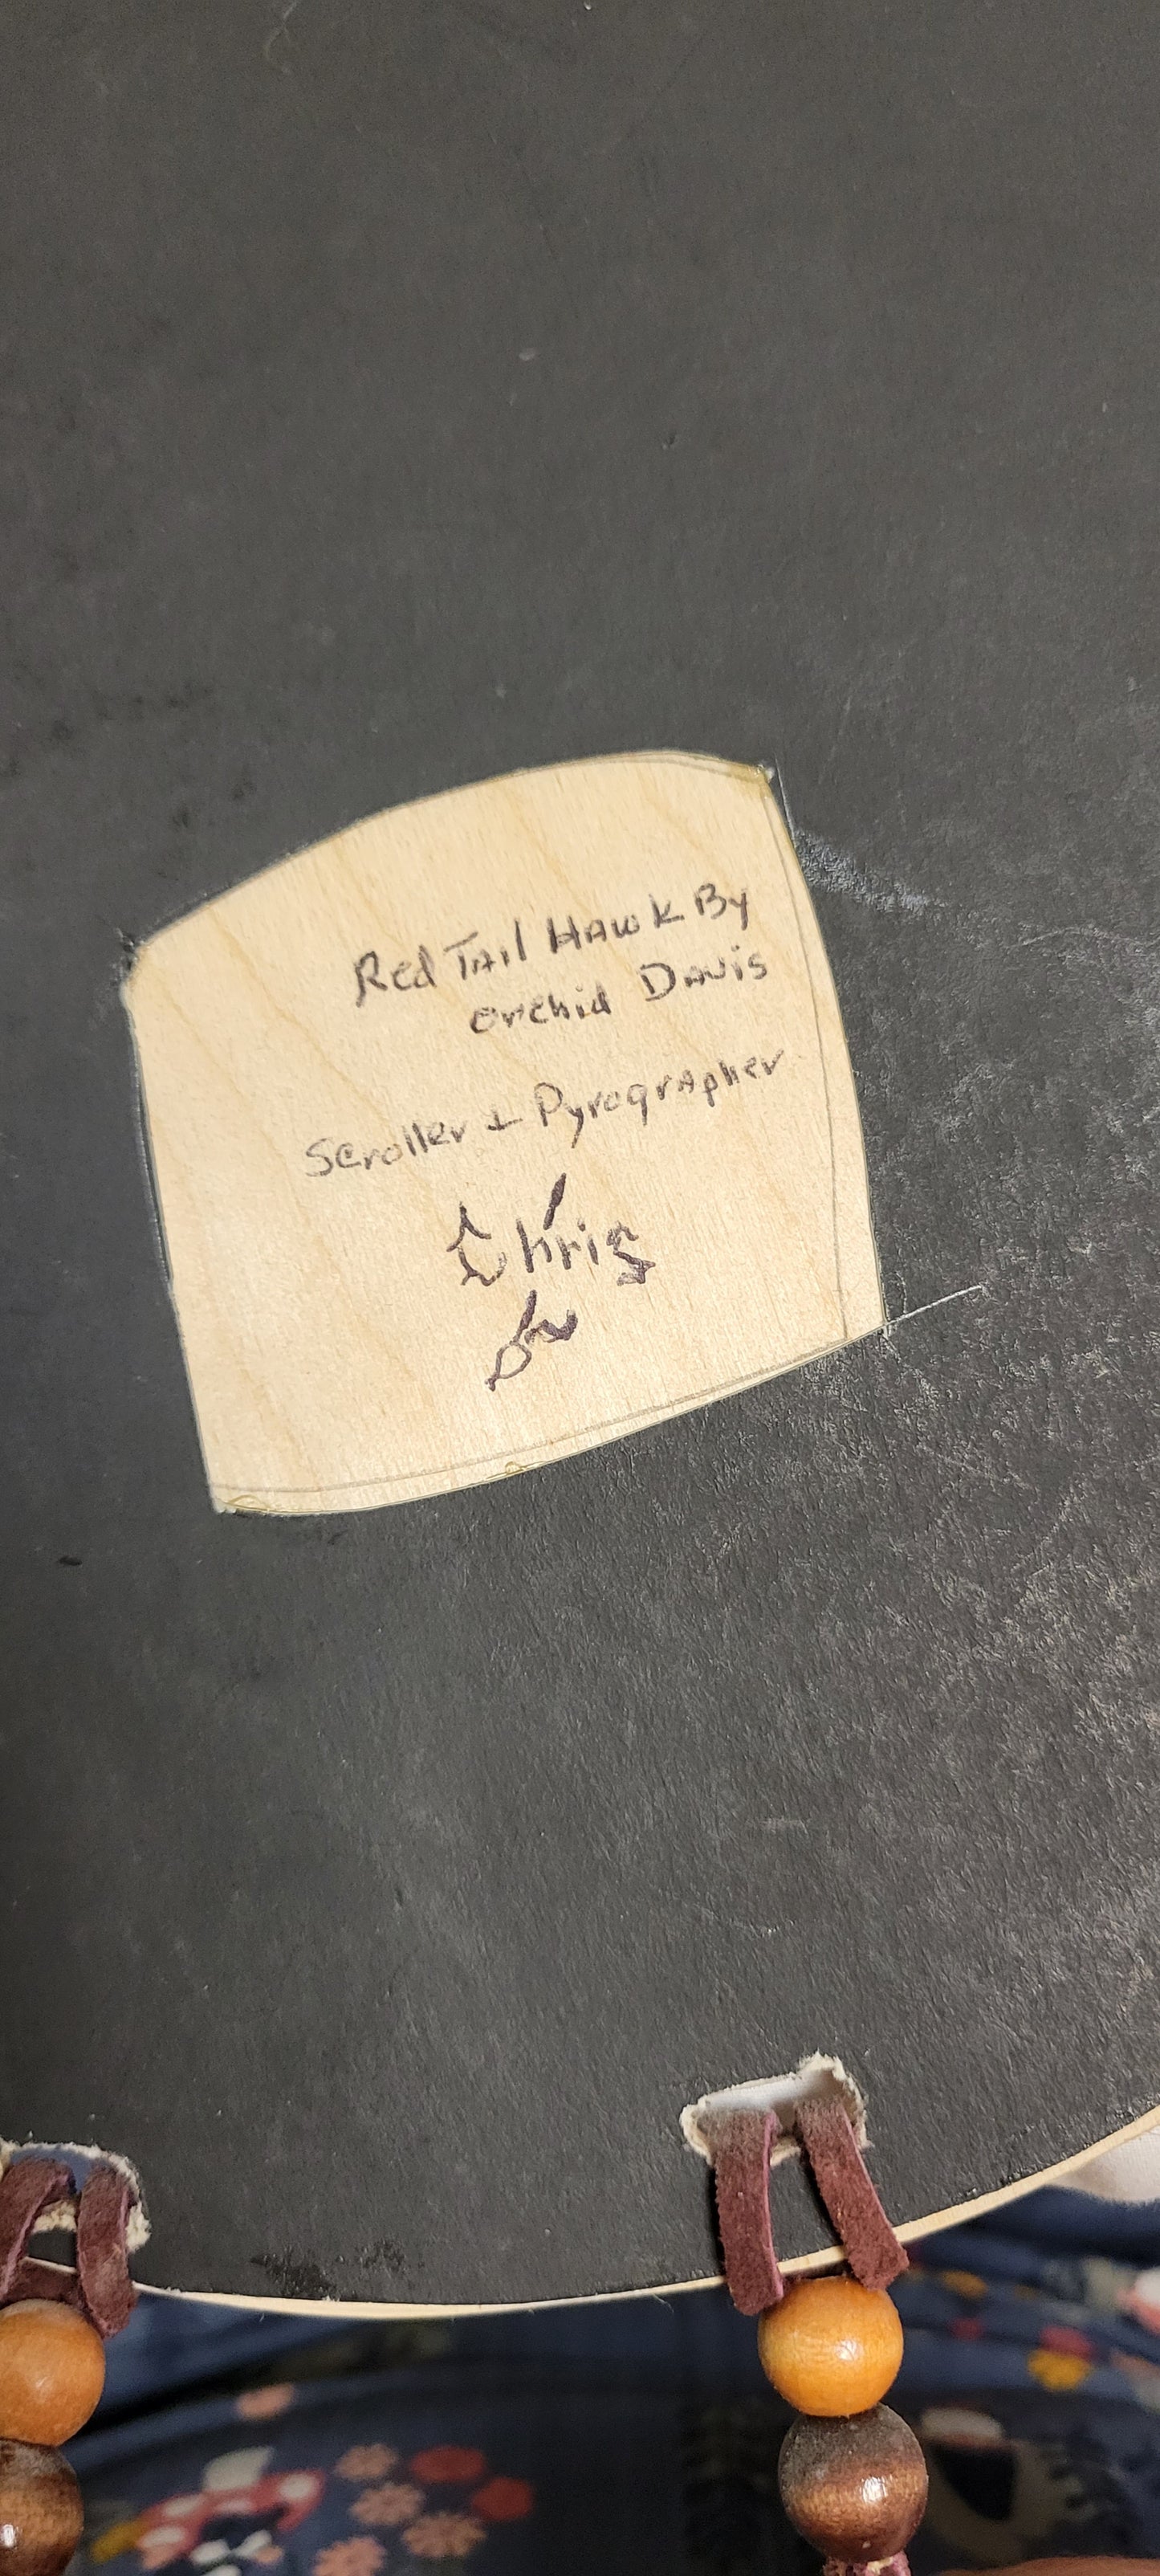 Red Tail Hawk By
Orchid Davis
Scroller + Pyrographer
Chris